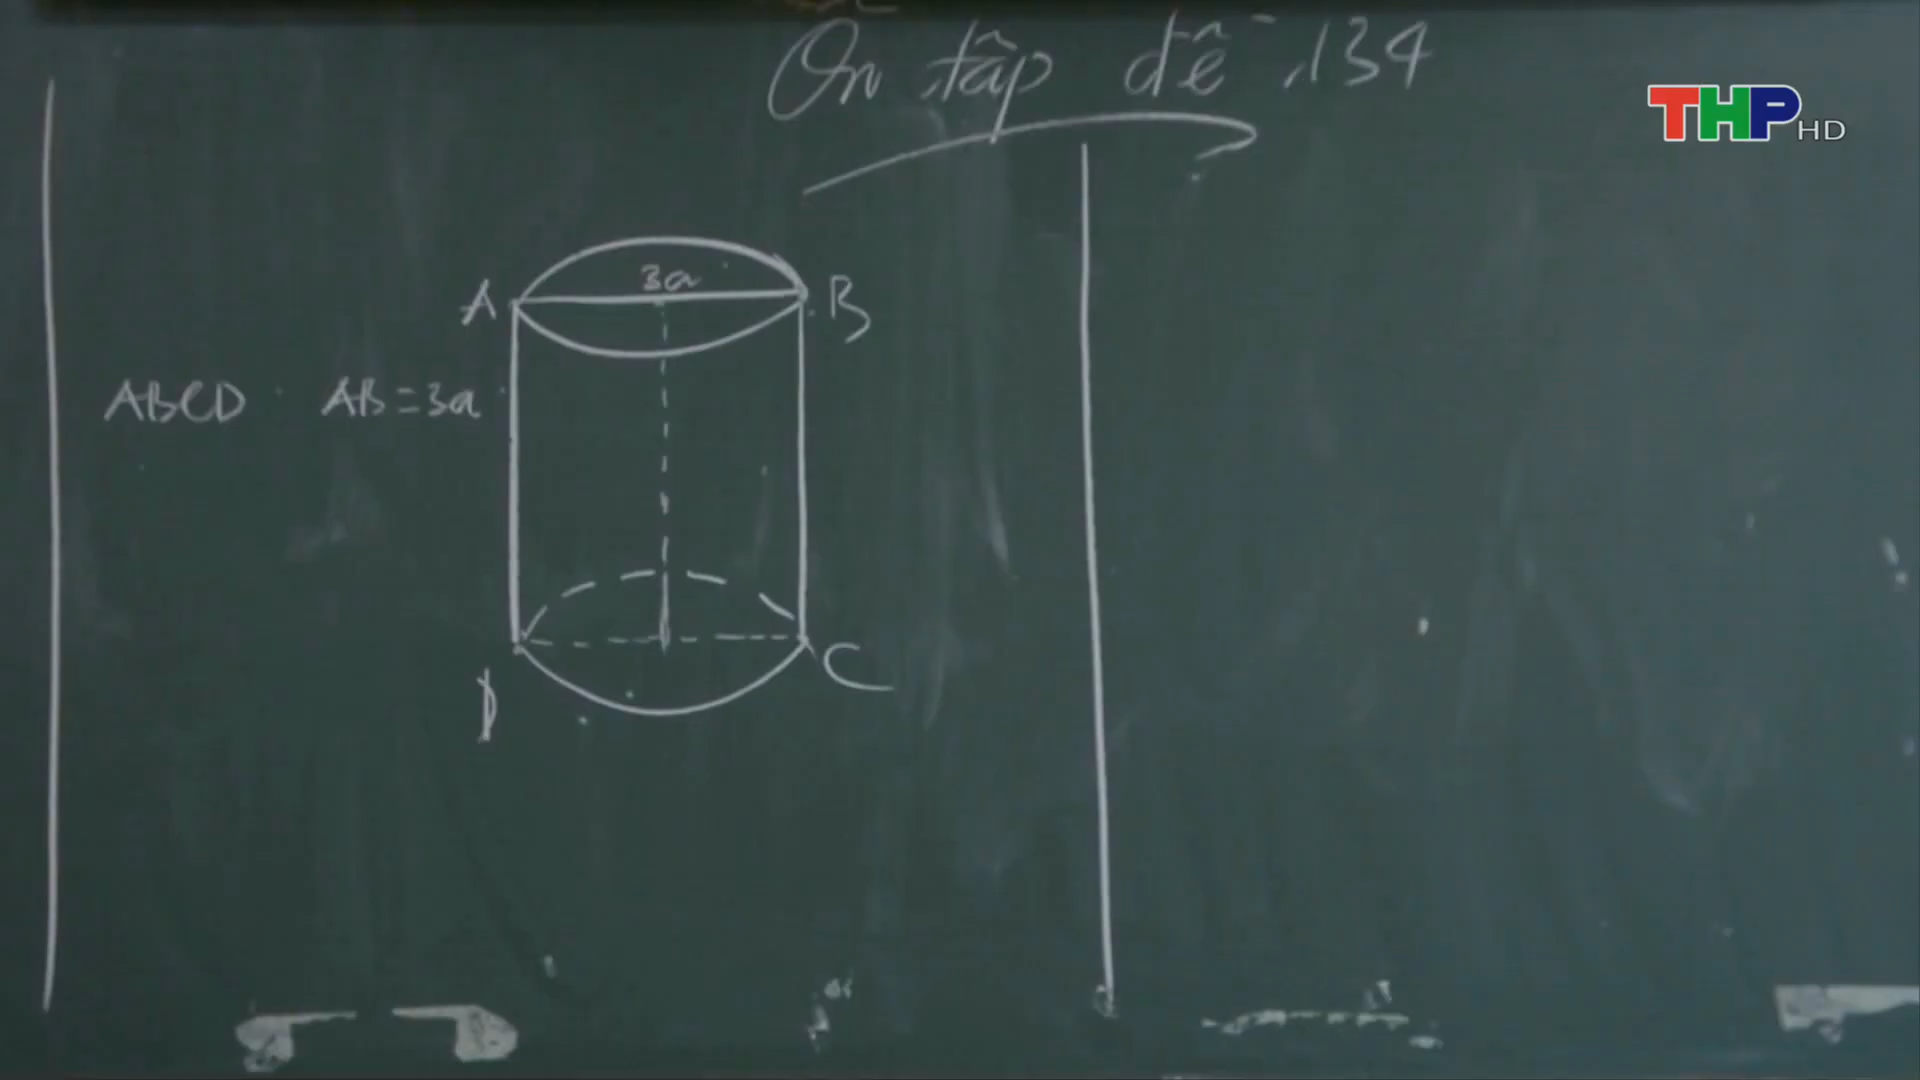 Ôn tập đề 134
THP HD
3a
A
B
ABCD AB=3a
D
C